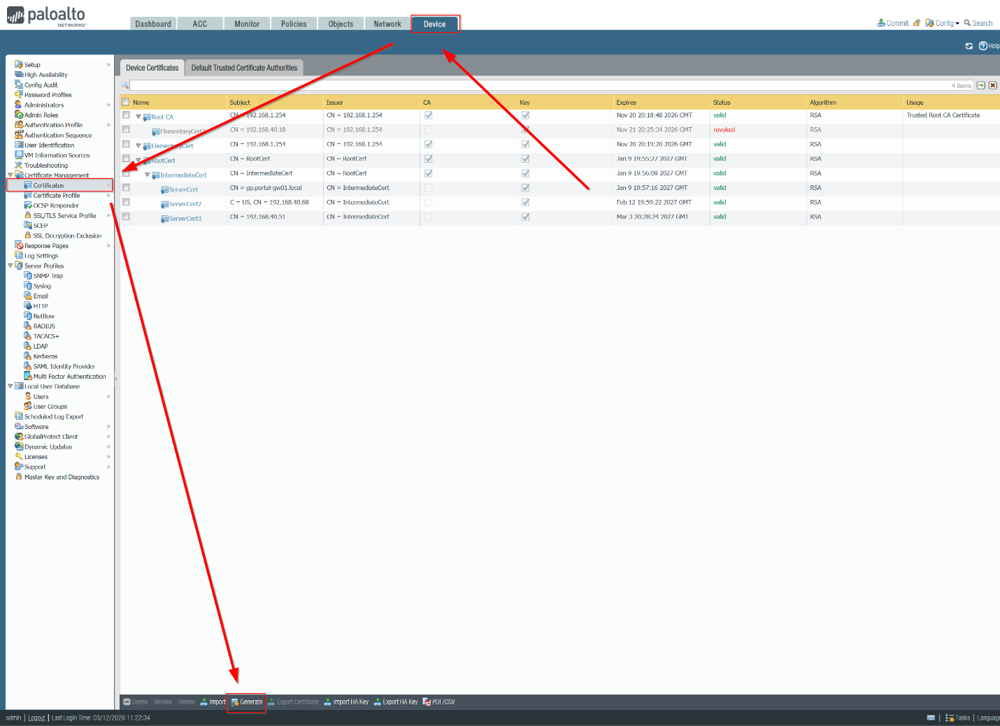 paloalto
NETWORKS
Dashboard ACC Monitor Policies Objects Network Device
Commit Config Search
Help
Setup
High Availability
Config Audit
Password Profiles
Administrators
Admin Roles
Authentication Profile
Authentication Sequence
User Identification
VM Information Sources
Troubleshooting
Certificate Management
Certificates
Certificate Profile
OCSP Responder
SSL/TLS Service Profile
SCEP
SSL Decryption Exclusion
Response Pages
Log Settings
Server Profiles
SNMP Trap
Syslog
Email
HTTP
Netflow
RADIUS
TACACS+
LDAP
Kerberos
SAML Identity Provider
Multi Factor Authentication
Local User Database
Users
User Groups
Scheduled Log Export
Software
GlobalProtect Client
Dynamic Updates
Licenses
Support
Master Key and Diagnostics
Device Certificates Default Trusted Certificate Authorities
4 items
Name Subject Issuer CA Key Expires Status Algorithm Usage
Root CA CN = 192.168.1.254 CN = 192.168.1.254 Nov 20 20:18:48 2026 GMT valid RSA Trusted Root CA Certificate
ElementaryCert2 CN = 192.168.40.18 CN = 192.168.1.254 Nov 21 20:25:34 2026 GMT revoked RSA
ElementaryCert CN = 192.168.1.254 CN = 192.168.1.254 Nov 20 20:19:20 2026 GMT valid RSA
RootCert CN = RootCert CN = RootCert Jan 9 19:55:27 2027 GMT valid RSA
IntermediateCert CN = IntermediateCert CN = RootCert Jan 9 19:56:09 2027 GMT valid RSA
ServerCert CN = gp.portal-gw01.local CN = IntermediateCert Jan 9 19:57:16 2027 GMT valid RSA
ServerCert2 C = US, CN = 192.168.40.68 CN = IntermediateCert Feb 12 19:59:22 2027 GMT valid RSA
ServerCert3 CN = 192.168.40.51 CN = IntermediateCert Mar 3 20:28:24 2027 GMT valid RSA
Delete Revoke Renew Import Generate Export Certificate Import HA Key Export HA Key PDF/CSV
admin | Logout | Last Login Time: 03/12/2026 11:22:34
Tasks | Language